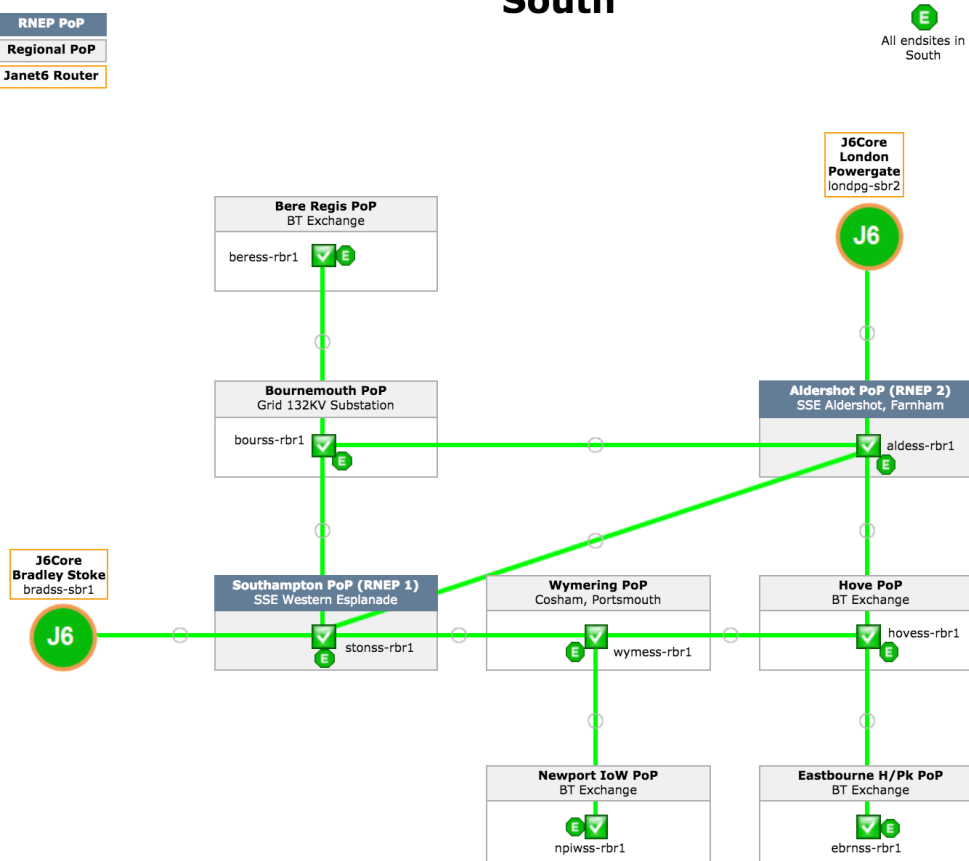 South
RNEP PoP
Regional PoP
Janet6 Router
E
All endsites in
South
J6Core
London
Powergate
londpg-sbr2
J6
Bere Regis PoP
BT Exchange
beress-rbr1
E
Bournemouth PoP
Grid 132KV Substation
bourss-rbr1
E
Aldershot PoP (RNEP 2)
SSE Aldershot, Farnham
aldess-rbr1
E
J6Core
Bradley Stoke
bradss-sbr1
J6
Southampton PoP (RNEP 1)
SSE Western Esplanade
stonss-rbr1
E
Wymering PoP
Cosham, Portsmouth
E
wymess-rbr1
Hove PoP
BT Exchange
hovess-rbr1
E
Newport IoW PoP
BT Exchange
E
npiwss-rbr1
Eastbourne H/Pk PoP
BT Exchange
E
ebrnss-rbr1